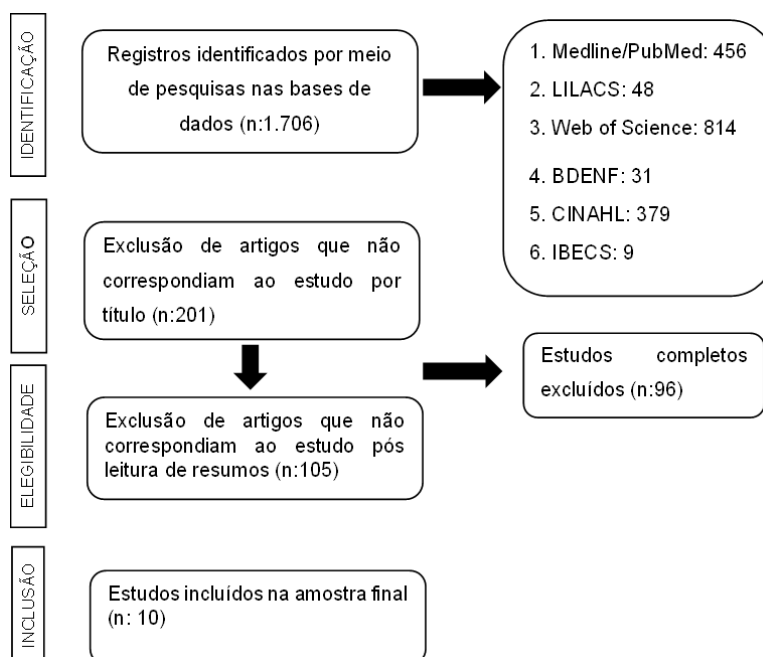 IDENTIFICAÇÃO
Registros identificados por meio
de pesquisas nas bases de
dados (n:1.706)
1. Medline/PubMed: 456
2. LILACS: 48
3. Web of Science: 814
4. BDENF: 31
5. CINAHL: 379
6. IBECS: 9
SELEÇÃO
Exclusão de artigos que não
correspondiam ao estudo por
título (n:201)
Estudos completos
excluídos (n:96)
ELEGIBILIDADE
Exclusão de artigos que não
correspondiam ao estudo pós
leitura de resumos (n:105)
INCLUSÃO
Estudos incluídos na amostra final
(n: 10)